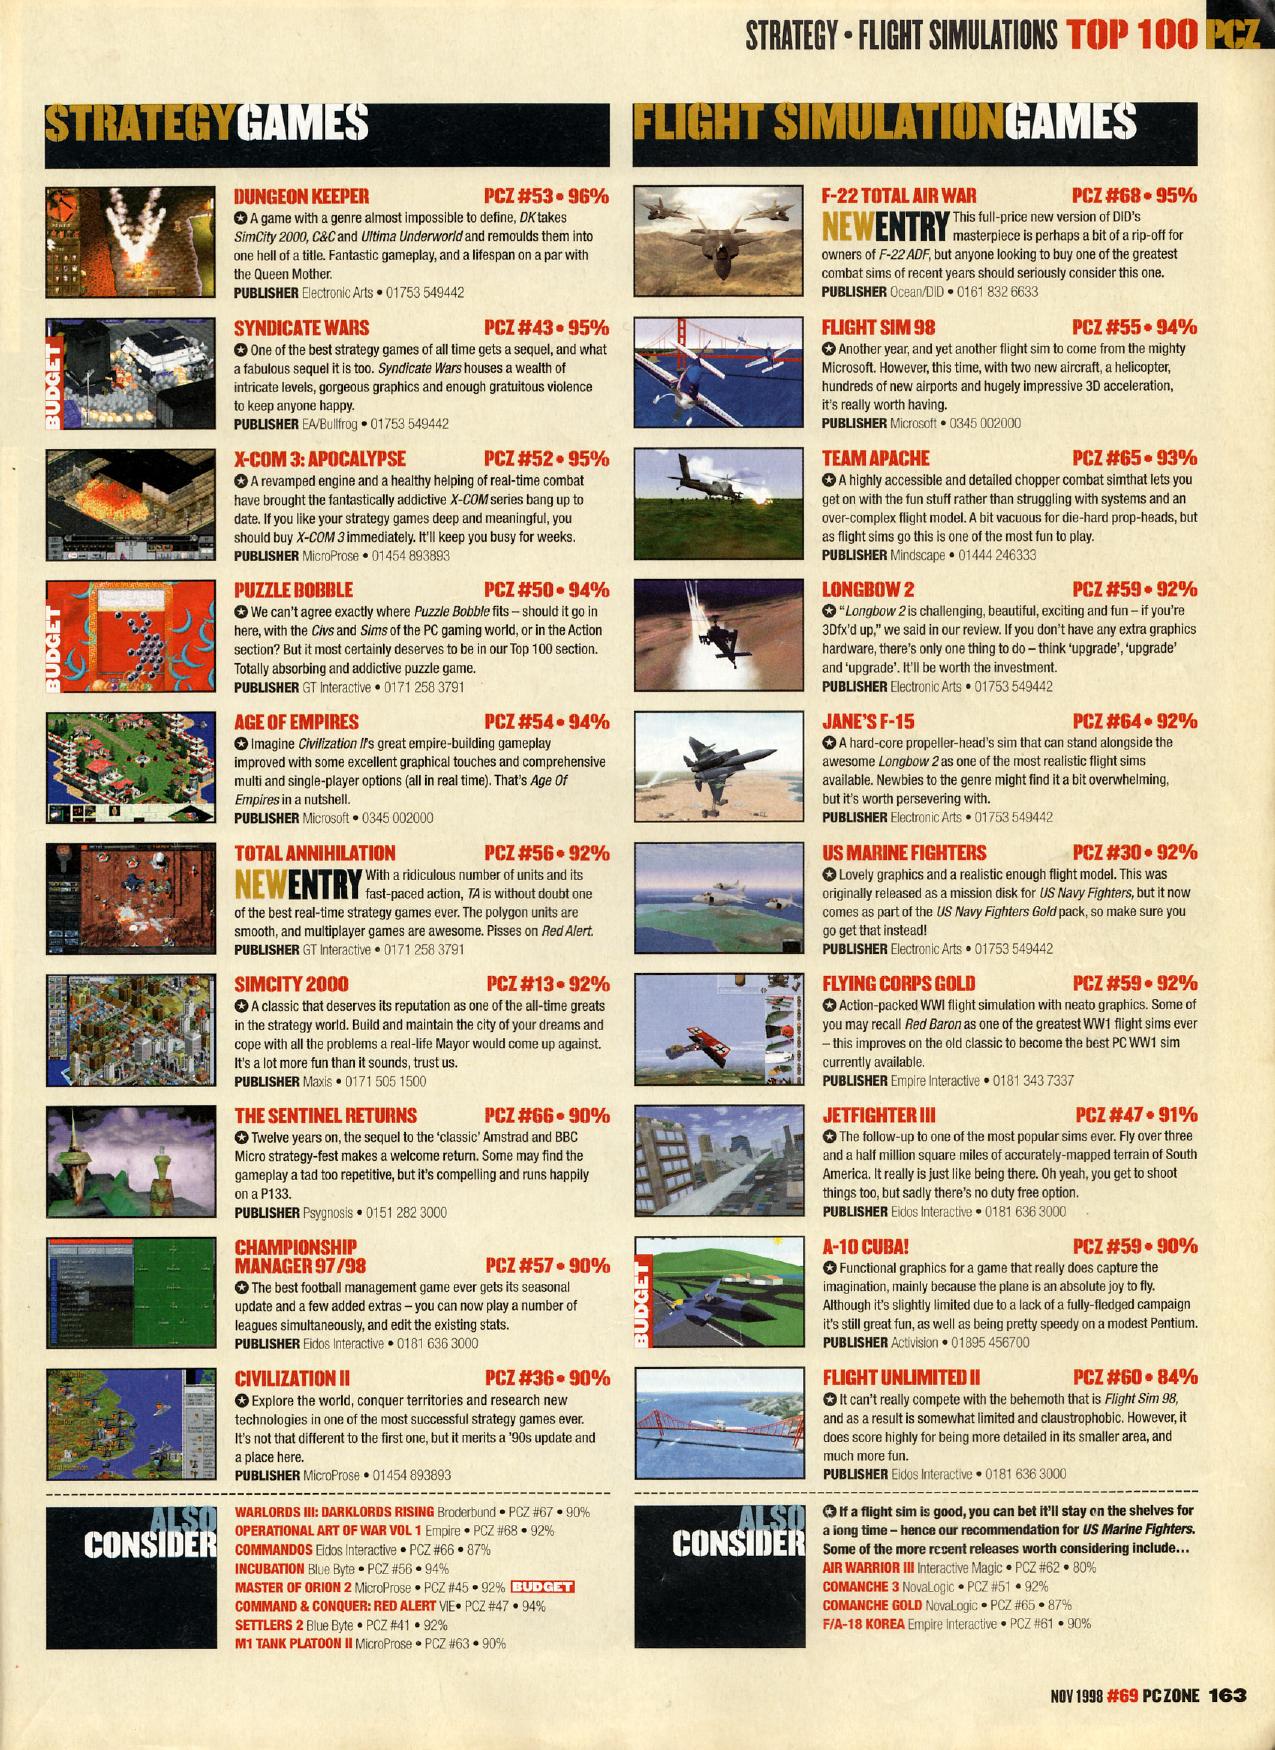 STRATEGY • FLIGHT SIMULATIONS TOP 100 PCZ
STRATEGYGAMES
DUNGEON KEEPER PCZ #53 • 96%
A game with a genre almost impossible to define, DK takes
SimCity 2000, C&C and Ultima Underworld and remoulds them into
one hell of a title. Fantastic gameplay, and a lifespan on a par with
the Queen Mother.
PUBLISHER Electronic Arts • 01753 549442
BUDGET
SYNDICATE WARS PCZ #43 • 95%
One of the best strategy games of all time gets a sequel, and what
a fabulous sequel it is too. Syndicate Wars houses a wealth of
intricate levels, gorgeous graphics and enough gratuitous violence
to keep anyone happy.
PUBLISHER EA/Bullfrog • 01753 549442
X-COM 3: APOCALYPSE PCZ #52 • 95%
A revamped engine and a healthy helping of real-time combat
have brought the fantastically addictive X-COM series bang up to
date. If you like your strategy games deep and meaningful, you
should buy X-COM 3 immediately. It'll keep you busy for weeks.
PUBLISHER MicroProse • 01454 893893
BUDGET
PUZZLE BOBBLE PCZ #50 • 94%
We can't agree exactly where Puzzle Bobble fits – should it go in
here, with the Civs and Sims of the PC gaming world, or in the Action
section? But it most certainly deserves to be in our Top 100 section.
Totally absorbing and addictive puzzle game.
PUBLISHER GT Interactive • 0171 258 3791
AGE OF EMPIRES PCZ #54 • 94%
Imagine Civilization II's great empire-building gameplay
improved with some excellent graphical touches and comprehensive
multi and single-player options (all in real time). That's Age Of
Empires in a nutshell.
PUBLISHER Microsoft • 0345 002000
TOTAL ANNIHILATION PCZ #56 • 92%
NEWENTRY With a ridiculous number of units and its
fast-paced action, TA is without doubt one
of the best real-time strategy games ever. The polygon units are
smooth, and multiplayer games are awesome. Pisses on Red Alert.
PUBLISHER GT Interactive • 0171 258 3791
SIMCITY 2000 PCZ #13 • 92%
A classic that deserves its reputation as one of the all-time greats
in the strategy world. Build and maintain the city of your dreams and
cope with all the problems a real-life Mayor would come up against.
It's a lot more fun than it sounds, trust us.
PUBLISHER Maxis • 0171 505 1500
THE SENTINEL RETURNS PCZ #66 • 90%
Twelve years on, the sequel to the 'classic' Amstrad and BBC
Micro strategy-fest makes a welcome return. Some may find the
gameplay a tad too repetitive, but it's compelling and runs happily
on a P133.
PUBLISHER Psygnosis • 0151 282 3000
CHAMPIONSHIP
MANAGER 97/98 PCZ #57 • 90%
The best football management game ever gets its seasonal
update and a few added extras – you can now play a number of
leagues simultaneously, and edit the existing stats.
PUBLISHER Eidos Interactive • 0181 636 3000
CIVILIZATION II PCZ #36 • 90%
Explore the world, conquer territories and research new
technologies in one of the most successful strategy games ever.
It's not that different to the first one, but it merits a '90s update and
a place here.
PUBLISHER MicroProse • 01454 893893
ALSO
CONSIDER
WARLORDS III: DARKLORDS RISING Broderbund • PCZ #67 • 90%
OPERATIONAL ART OF WAR VOL 1 Empire • PCZ #68 • 92%
COMMANDOS Eidos Interactive • PCZ #66 • 87%
INCUBATION Blue Byte • PCZ #56 • 94%
MASTER OF ORION 2 MicroProse • PCZ #45 • 92% BUDGET
COMMAND & CONQUER: RED ALERT VIE • PCZ #47 • 94%
SETTLERS 2 Blue Byte • PCZ #41 • 92%
M1 TANK PLATOON II MicroProse • PCZ #63 • 90%
FLIGHT SIMULATIONGAMES
F-22 TOTAL AIR WAR PCZ #68 • 95%
NEWENTRY This full-price new version of DID's
masterpiece is perhaps a bit of a rip-off for
owners of F-22 ADF, but anyone looking to buy one of the greatest
combat sims of recent years should seriously consider this one.
PUBLISHER Ocean/DID • 0161 832 6633
FLIGHT SIM 98 PCZ #55 • 94%
Another year, and yet another flight sim to come from the mighty
Microsoft. However, this time, with two new aircraft, a helicopter,
hundreds of new airports and hugely impressive 3D acceleration,
it's really worth having.
PUBLISHER Microsoft • 0345 002000
TEAM APACHE PCZ #65 • 93%
A highly accessible and detailed chopper combat simthat lets you
get on with the fun stuff rather than struggling with systems and an
over-complex flight model. A bit vacuous for die-hard prop-heads, but
as flight sims go this is one of the most fun to play.
PUBLISHER Mindscape • 01444 246333
LONGBOW 2 PCZ #59 • 92%
"Longbow 2 is challenging, beautiful, exciting and fun – if you're
3Dfx'd up," we said in our review. If you don't have any extra graphics
hardware, there's only one thing to do – think 'upgrade', 'upgrade'
and 'upgrade'. It'll be worth the investment.
PUBLISHER Electronic Arts • 01753 549442
JANE'S F-15 PCZ #64 • 92%
A hard-core propeller-head's sim that can stand alongside the
awesome Longbow 2 as one of the most realistic flight sims
available. Newbies to the genre might find it a bit overwhelming,
but it's worth persevering with.
PUBLISHER Electronic Arts • 01753 549442
US MARINE FIGHTERS PCZ #30 • 92%
Lovely graphics and a realistic enough flight model. This was
originally released as a mission disk for US Navy Fighters, but it now
comes as part of the US Navy Fighters Gold pack, so make sure you
go get that instead!
PUBLISHER Electronic Arts • 01753 549442
FLYING CORPS GOLD PCZ #59 • 92%
Action-packed WWI flight simulation with neato graphics. Some of
you may recall Red Baron as one of the greatest WW1 flight sims ever
– this improves on the old classic to become the best PC WW1 sim
currently available.
PUBLISHER Empire Interactive • 0181 343 7337
JETFIGHTER III PCZ #47 • 91%
The follow-up to one of the most popular sims ever. Fly over three
and a half million square miles of accurately-mapped terrain of South
America. It really is just like being there. Oh yeah, you get to shoot
things too, but sadly there's no duty free option.
PUBLISHER Eidos Interactive • 0181 636 3000
BUDGET
A-10 CUBA! PCZ #59 • 90%
Functional graphics for a game that really does capture the
imagination, mainly because the plane is an absolute joy to fly.
Although it's slightly limited due to a lack of a fully-fledged campaign
it's still great fun, as well as being pretty speedy on a modest Pentium.
PUBLISHER Activision • 01895 456700
FLIGHT UNLIMITED II PCZ #60 • 84%
It can't really compete with the behemoth that is Flight Sim 98,
and as a result is somewhat limited and claustrophobic. However, it
does score highly for being more detailed in its smaller area, and
much more fun.
PUBLISHER Eidos Interactive • 0181 636 3000
ALSO
CONSIDER
If a flight sim is good, you can bet it'll stay on the shelves for
a long time – hence our recommendation for US Marine Fighters.
Some of the more recent releases worth considering include...
AIR WARRIOR III Interactive Magic • PCZ #62 • 80%
COMANCHE 3 NovaLogic • PCZ #51 • 92%
COMANCHE GOLD NovaLogic • PCZ #65 • 87%
F/A-18 KOREA Empire Interactive • PCZ #61 • 90%
NOV 1998 #69 PC ZONE 163